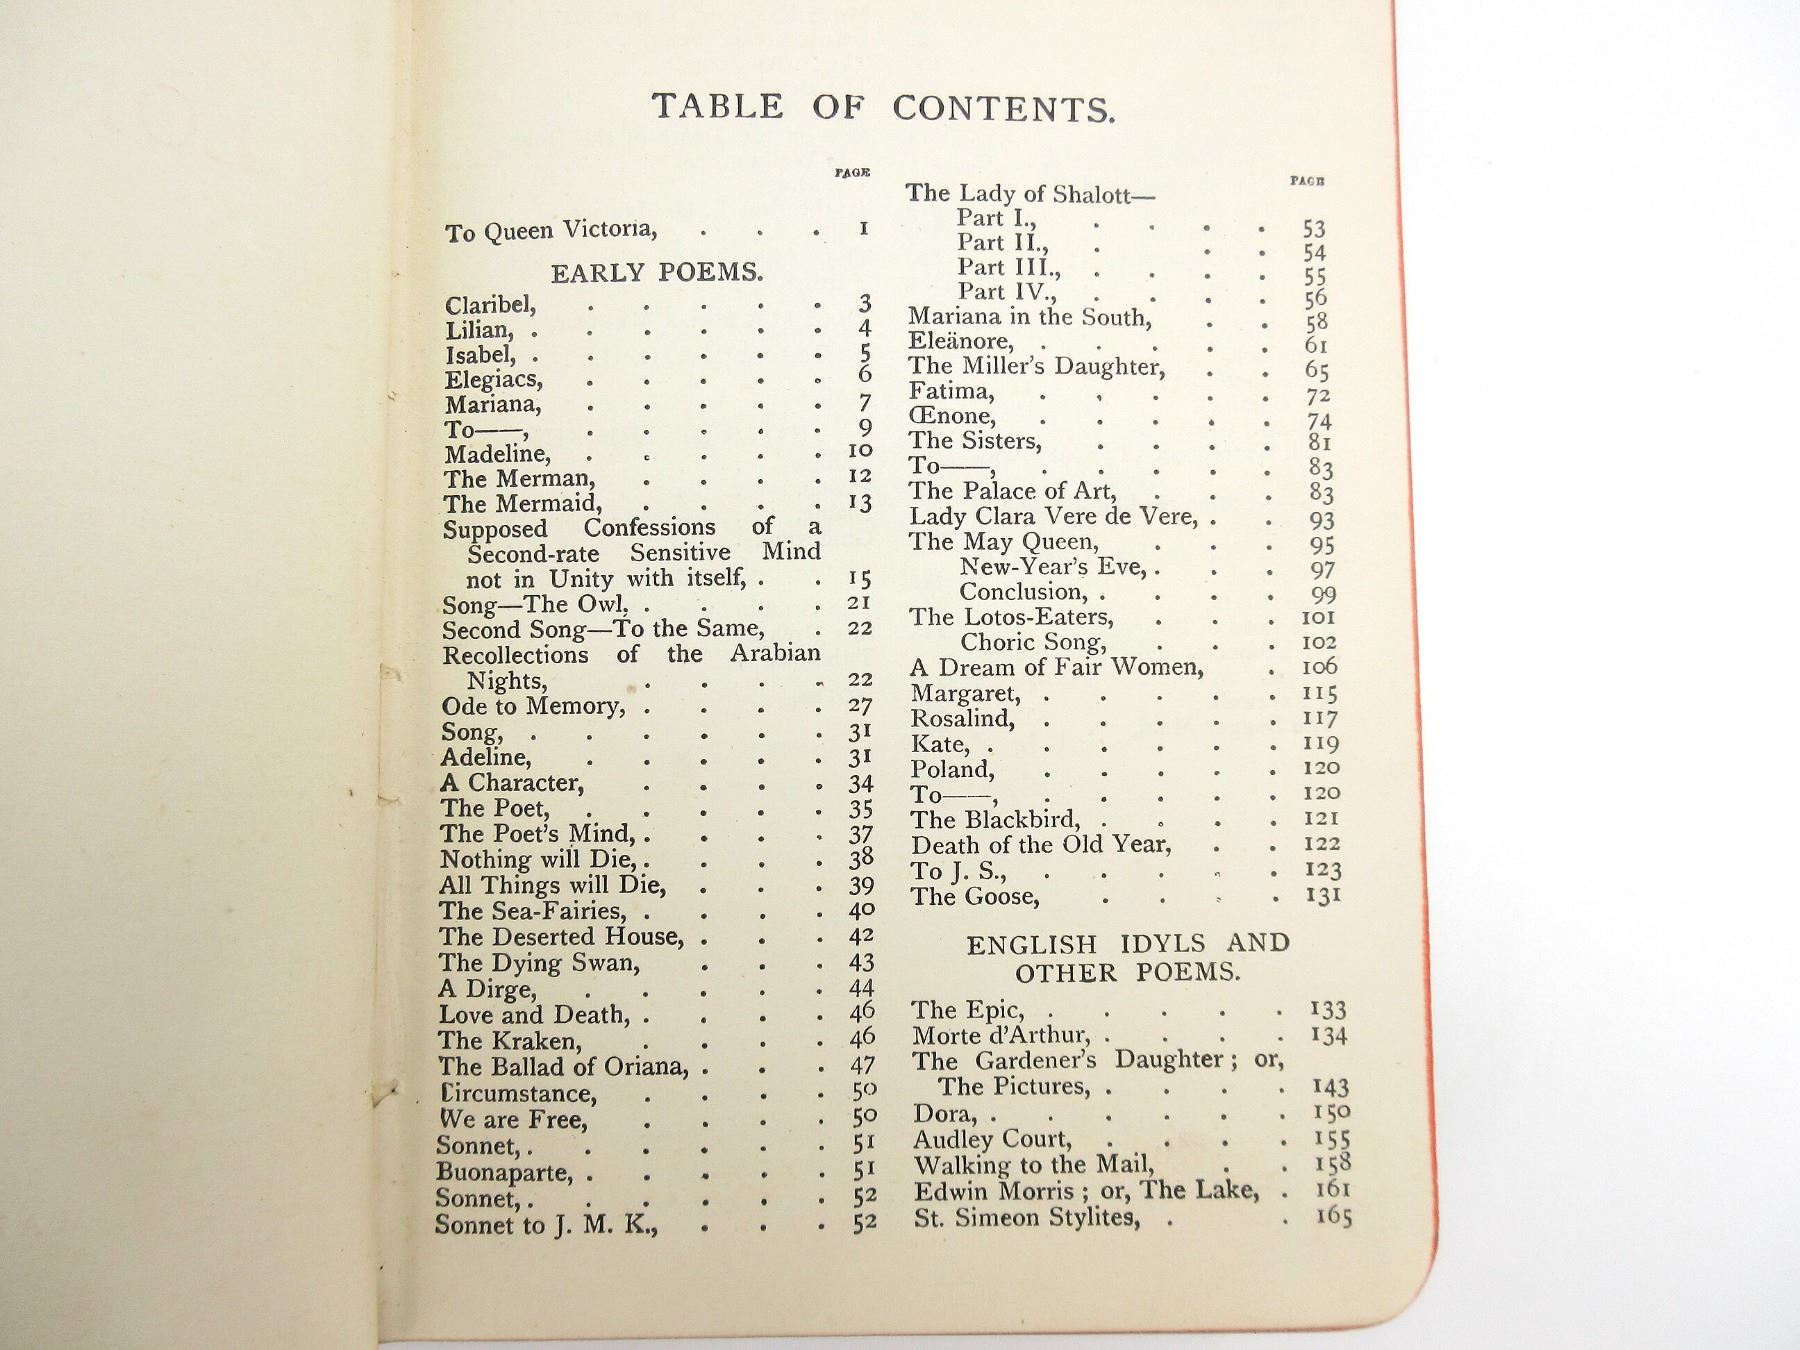 TABLE OF CONTENTS.
PAGE
To Queen Victoria, . . . 1
EARLY POEMS.
Claribel, . . . . . 3
Lilian, . . . . . . 4
Isabel, . . . . . . 5
Elegiacs, . . . . . 6
Mariana, . . . . . 7
To——, . . . . . 9
Madeline, . . . . . 10
The Merman, . . . . 12
The Mermaid, . . . . 13
Supposed Confessions of a
Second-rate Sensitive Mind
not in Unity with itself, . . 15
Song—The Owl, . . . . 21
Second Song—To the Same, . 22
Recollections of the Arabian
Nights, . . . . 22
Ode to Memory, . . . . 27
Song, . . . . . . 31
Adeline, . . . . . 31
A Character, . . . . 34
The Poet, . . . . . 35
The Poet's Mind, . . . . 37
Nothing will Die, . . . . 38
All Things will Die, . . . 39
The Sea-Fairies, . . . . 40
The Deserted House, . . . 42
The Dying Swan, . . . 43
A Dirge, . . . . . 44
Love and Death, . . . . 46
The Kraken, . . . . 46
The Ballad of Oriana, . . . 47
Circumstance, . . . . 50
We are Free, . . . . 50
Sonnet, . . . . . . 51
Buonaparte, . . . . . 51
Sonnet, . . . . . . 52
Sonnet to J. M. K., . . . 52
PAGE
The Lady of Shalott—
Part I., . . . . 53
Part II., . . . 54
Part III., . . . . 55
Part IV., . . . . 56
Mariana in the South, . . 58
Eleänore, . . . . . 61
The Miller's Daughter, . . 65
Fatima, . . . . . 72
Œnone, . . . . . 74
The Sisters, . . . . 81
To——, . . . . . 83
The Palace of Art, . . . 83
Lady Clara Vere de Vere, . . 93
The May Queen, . . . 95
New-Year's Eve, . . . 97
Conclusion, . . . . 99
The Lotos-Eaters, . . . 101
Choric Song, . . . 102
A Dream of Fair Women, . 106
Margaret, . . . . . 115
Rosalind, . . . . . 117
Kate, . . . . . . 119
Poland, . . . . . 120
To——, . . . . . 120
The Blackbird, . . . . 121
Death of the Old Year, . . 122
To J. S., . . . . . 123
The Goose, . . . . 131
ENGLISH IDYLS AND
OTHER POEMS.
The Epic, . . . . . 133
Morte d'Arthur, . . . . 134
The Gardener's Daughter; or,
The Pictures, . . . . 143
Dora, . . . . . . 150
Audley Court, . . . . 155
Walking to the Mail, . . 158
Edwin Morris; or, The Lake, . 161
St. Simeon Stylites, . . 165